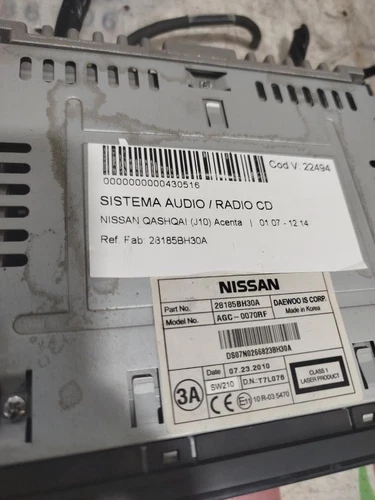 Cod V: 22494
0000000000430516
SISTEMA AUDIO / RADIO CD
NISSAN QASHQAI (J10) Acenta | 01.07 - 12.14
Ref. Fab: 28185BH30A
NISSAN
Part No. 28185BH30A DAEWOO IS CORP.
Model No. AGC-0070RF Made in Korea
DS07N0266823BH30A
3A
Date 07.23.2010
SW210 D.N: T7L076
CE E11 10 R-03 5470
CLASS 1
LASER PRODUCT